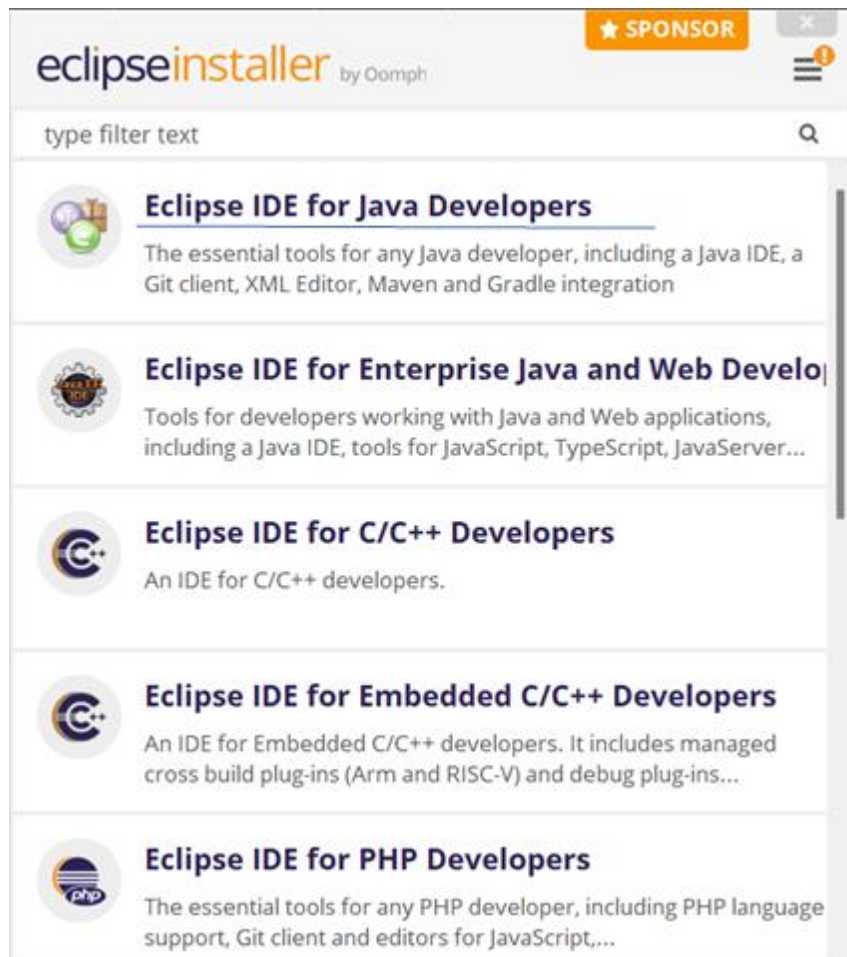 ★ SPONSOR
eclipseinstaller by Oomph
type filter text
Eclipse IDE for Java Developers
The essential tools for any Java developer, including a Java IDE, a
Git client, XML Editor, Maven and Gradle integration
Eclipse IDE for Enterprise Java and Web Develop
Tools for developers working with Java and Web applications,
including a Java IDE, tools for JavaScript, TypeScript, JavaServer...
Eclipse IDE for C/C++ Developers
An IDE for C/C++ developers.
Eclipse IDE for Embedded C/C++ Developers
An IDE for Embedded C/C++ developers. It includes managed
cross build plug-ins (Arm and RISC-V) and debug plug-ins...
Eclipse IDE for PHP Developers
php
The essential tools for any PHP developer, including PHP language
support, Git client and editors for JavaScript,...